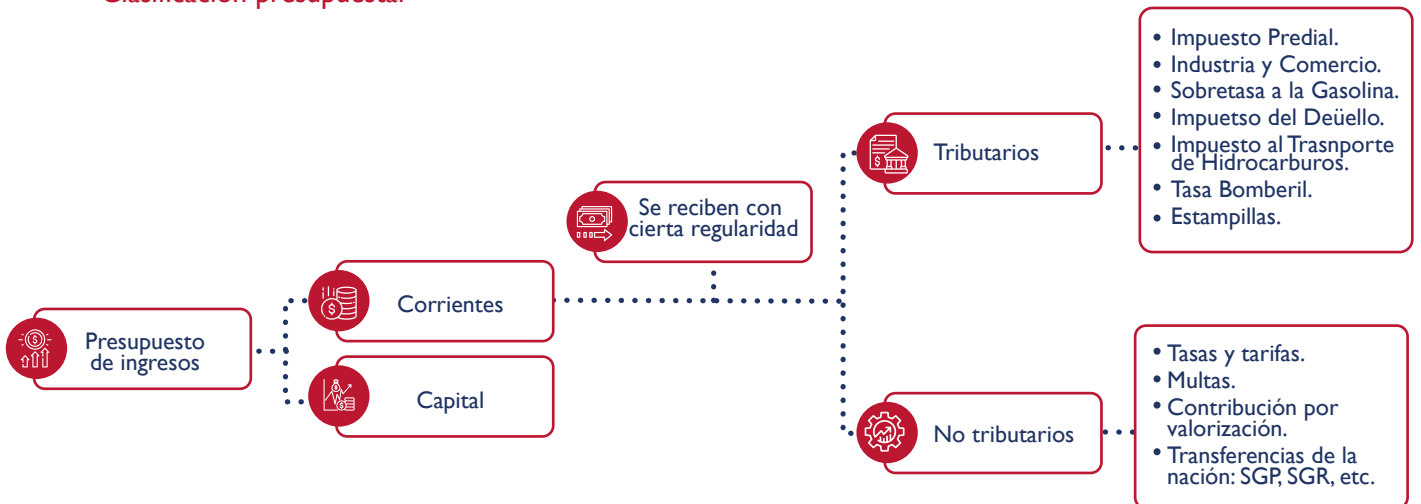 Clasificación presupuestal
Presupuesto
de ingresos
Corrientes
Capital
Se reciben con
cierta regularidad
Tributarios
• Impuesto Predial.
• Industria y Comercio.
• Sobretasa a la Gasolina.
• Impuetso del Deüello.
• Impuesto al Trasnporte
de Hidrocarburos.
• Tasa Bomberil.
• Estampillas.
No tributarios
• Tasas y tarifas.
• Multas.
• Contribución por
valorización.
• Transferencias de la
nación: SGP, SGR, etc.